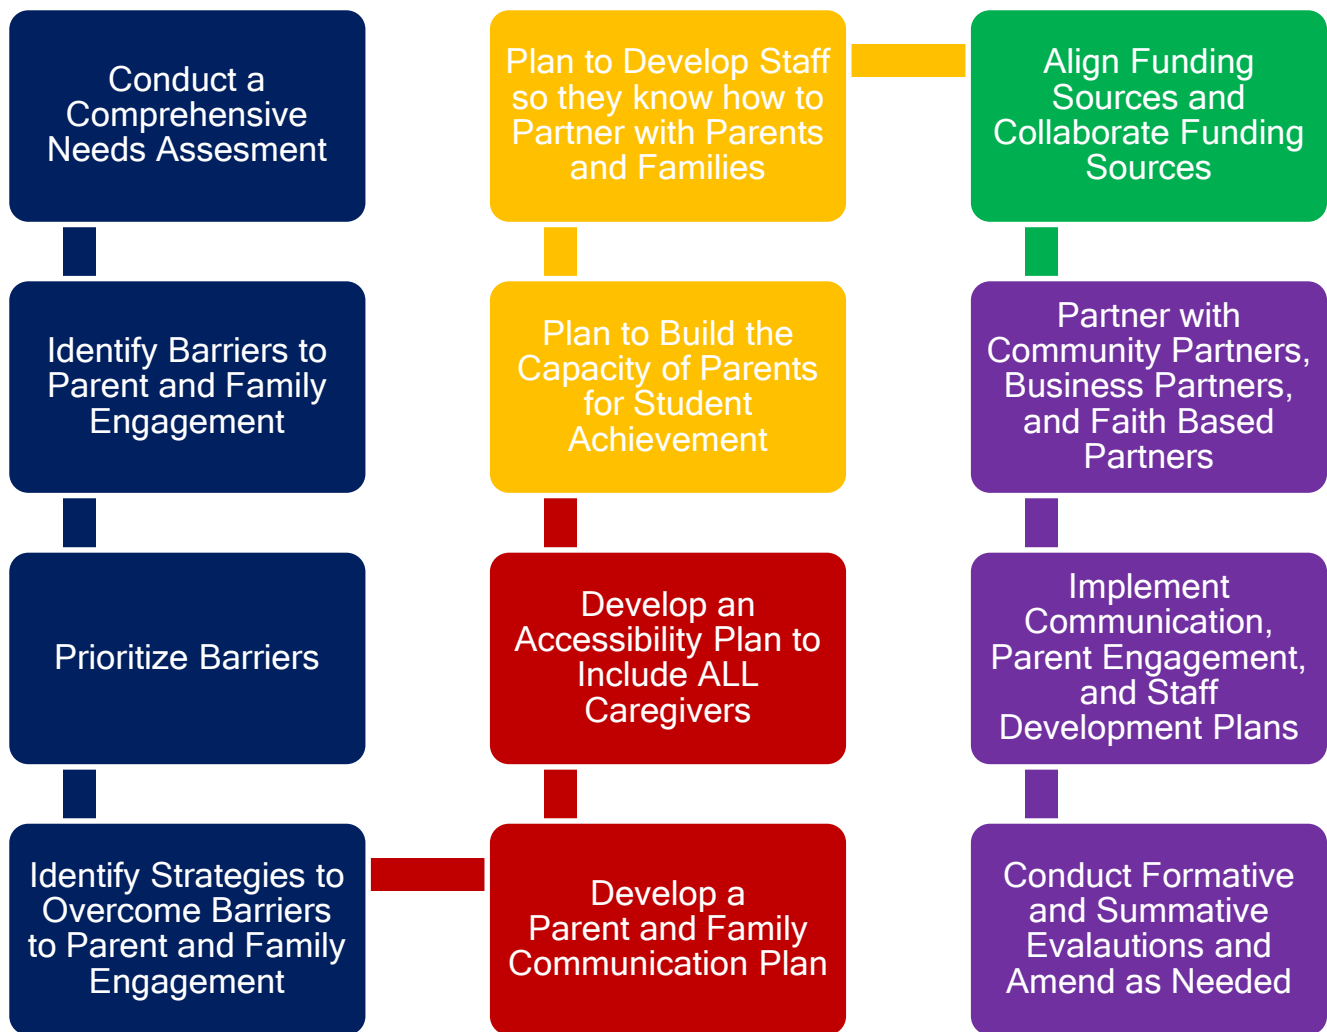 Conduct a
Comprehensive
Needs Assesment
Identify Barriers to
Parent and Family
Engagement
Prioritize Barriers
Identify Strategies to
Overcome Barriers
to Parent and Family
Engagement
Develop a
Parent and Family
Communication Plan
Develop an
Accessibility Plan to
Include ALL
Caregivers
Plan to Build the
Capacity of Parents
for Student
Achievement
Plan to Develop Staff
so they know how to
Partner with Parents
and Families
Align Funding
Sources and
Collaborate Funding
Sources
Partner with
Community Partners,
Business Partners,
and Faith Based
Partners
Implement
Communication,
Parent Engagement,
and Staff
Development Plans
Conduct Formative
and Summative
Evalautions and
Amend as Needed